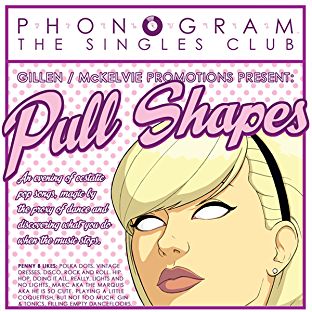 PHONOGRAM
THE SINGLES CLUB
GILLEN / McKELVIE PROMOTIONS PRESENT:
Pull Shapes
An evening of ecstatic
pop songs, magic by
the proxy of dance and
discovering what you do
when the music stops.
PENNY B LIKES: POLKA DOTS. VINTAGE
DRESSES. DISCO, ROCK AND ROLL. HIP
HOP, DOING IT ALL, REALLY. LIGHTS AND
NO LIGHTS. MARC AKA THE MARQUIS
AKA HE IS SO CUTE. PLAYING A LITTLE
COQUETTISH, BUT NOT TOO MUCH. GIN
& TONICS. FILLING EMPTY DANCEFLOORS.